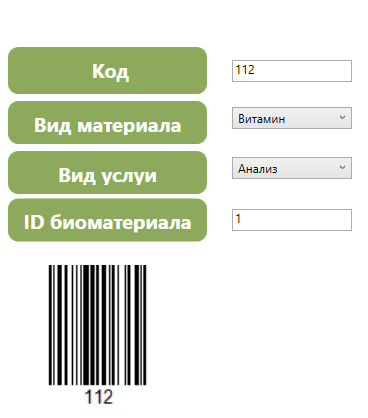 Код 112
Вид материала Витамин
Вид услуи Анализ
ID биоматериала 1
112